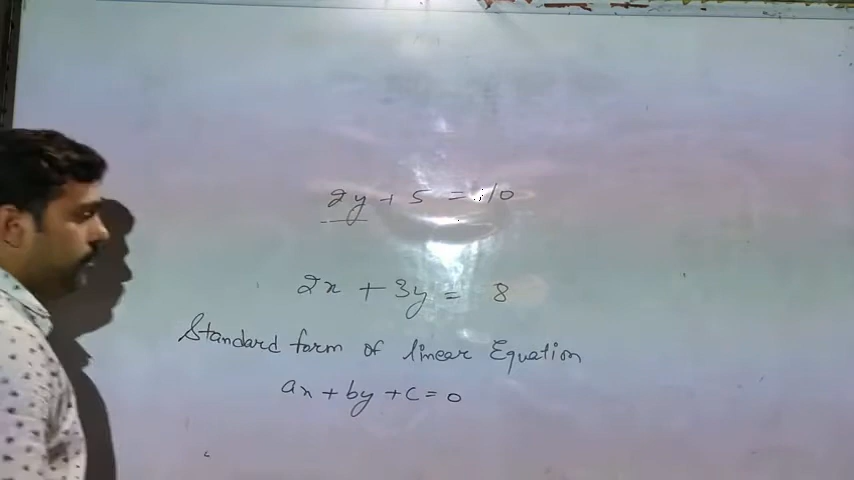 2y + 5 = 10
2x + 3y = 8
Standard form of linear Equation
ax + by + c = 0